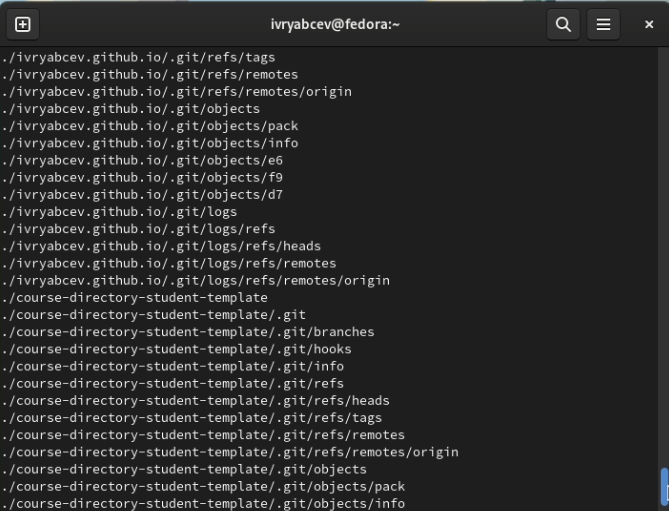 ivryabcev@fedora:~
./ivryabcev.github.io/.git/refs/tags
./ivryabcev.github.io/.git/refs/remotes
./ivryabcev.github.io/.git/refs/remotes/origin
./ivryabcev.github.io/.git/objects
./ivryabcev.github.io/.git/objects/pack
./ivryabcev.github.io/.git/objects/info
./ivryabcev.github.io/.git/objects/e6
./ivryabcev.github.io/.git/objects/f9
./ivryabcev.github.io/.git/objects/d7
./ivryabcev.github.io/.git/logs
./ivryabcev.github.io/.git/logs/refs
./ivryabcev.github.io/.git/logs/refs/heads
./ivryabcev.github.io/.git/logs/refs/remotes
./ivryabcev.github.io/.git/logs/refs/remotes/origin
./course-directory-student-template
./course-directory-student-template/.git
./course-directory-student-template/.git/branches
./course-directory-student-template/.git/hooks
./course-directory-student-template/.git/info
./course-directory-student-template/.git/refs
./course-directory-student-template/.git/refs/heads
./course-directory-student-template/.git/refs/tags
./course-directory-student-template/.git/refs/remotes
./course-directory-student-template/.git/refs/remotes/origin
./course-directory-student-template/.git/objects
./course-directory-student-template/.git/objects/pack
./course-directory-student-template/.git/objects/info